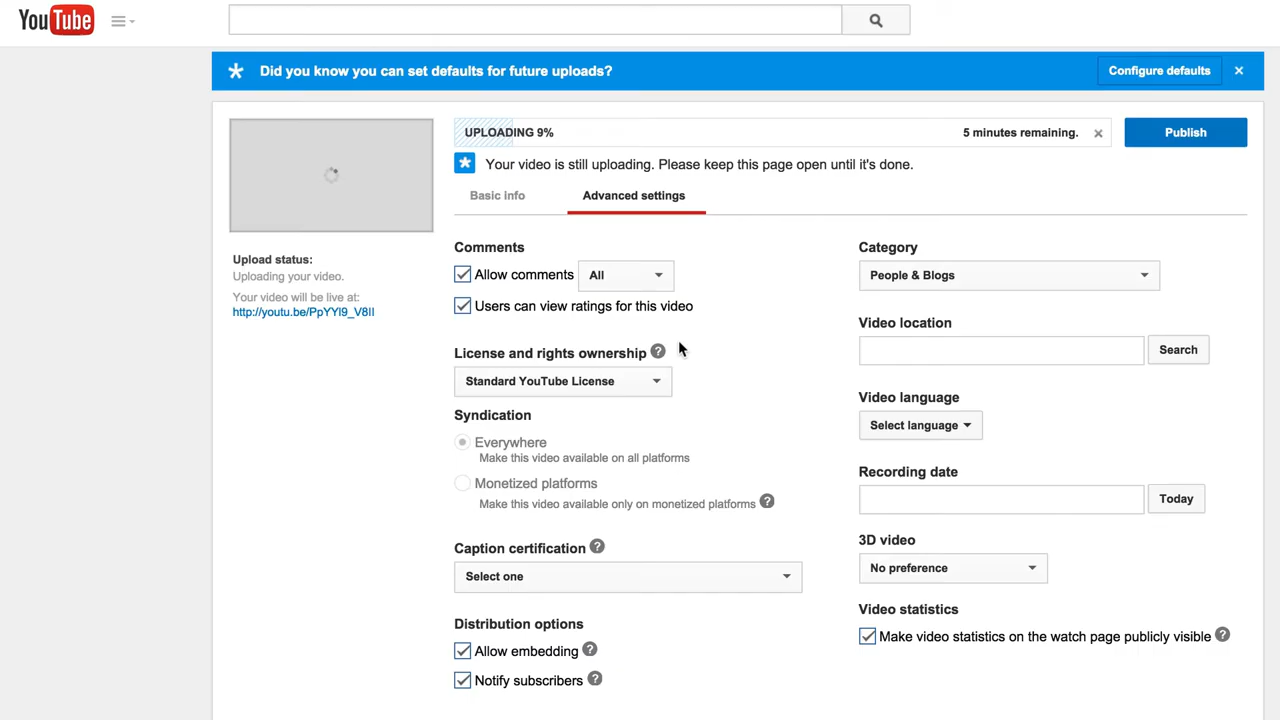 YouTube
Did you know you can set defaults for future uploads?
Configure defaults
UPLOADING 9%
5 minutes remaining.
Publish
Your video is still uploading. Please keep this page open until it's done.
Basic info
Advanced settings
Upload status:
Uploading your video.
Your video will be live at:
http://youtu.be/PpYYl9_V8lI
Comments
Allow comments
All
Users can view ratings for this video
License and rights ownership ?
Standard YouTube License
Syndication
Everywhere
Make this video available on all platforms
Monetized platforms
Make this video available only on monetized platforms ?
Caption certification ?
Select one
Distribution options
Allow embedding ?
Notify subscribers ?
Category
People & Blogs
Video location
Search
Video language
Select language
Recording date
Today
3D video
No preference
Video statistics
Make video statistics on the watch page publicly visible ?